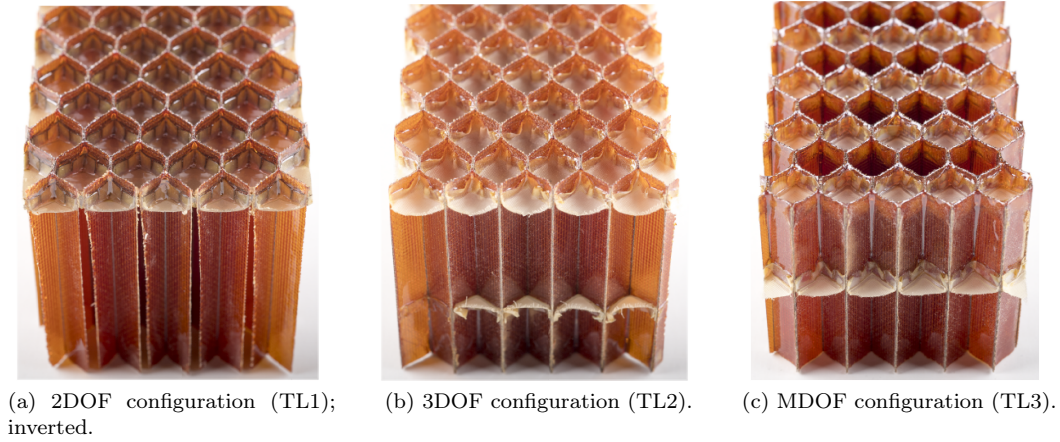 (a) 2DOF configuration (TL1);
inverted.
(b) 3DOF configuration (TL2).
(c) MDOF configuration (TL3).